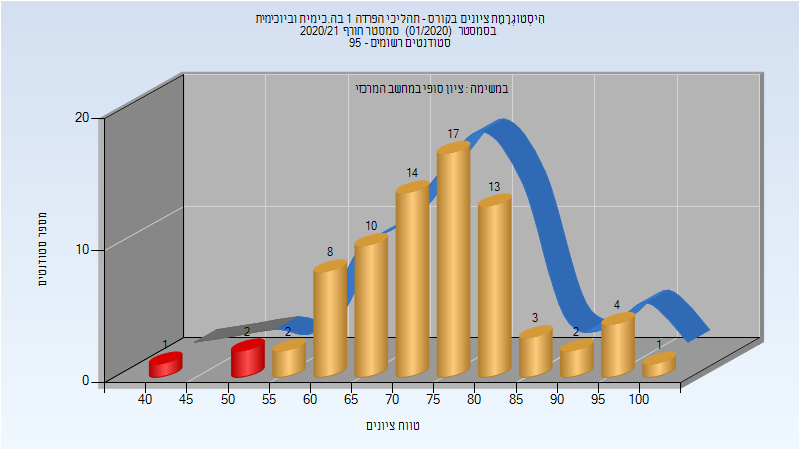 היסטוגרמת ציונים בקורס - תהליכי הפרדה 1 בה.כימית וביוכימית
בסמסטר (01/2020) סמסטר חורף 2020/21
סטודנטים רשומים - 95
במשימה : ציון סופי במחשב המרכזי
מספר סטודנטים
20
10
0
1
2
2
8
10
14
17
13
3
2
4
1
40 45 50 55 60 65 70 75 80 85 90 95 100
טווח ציונים